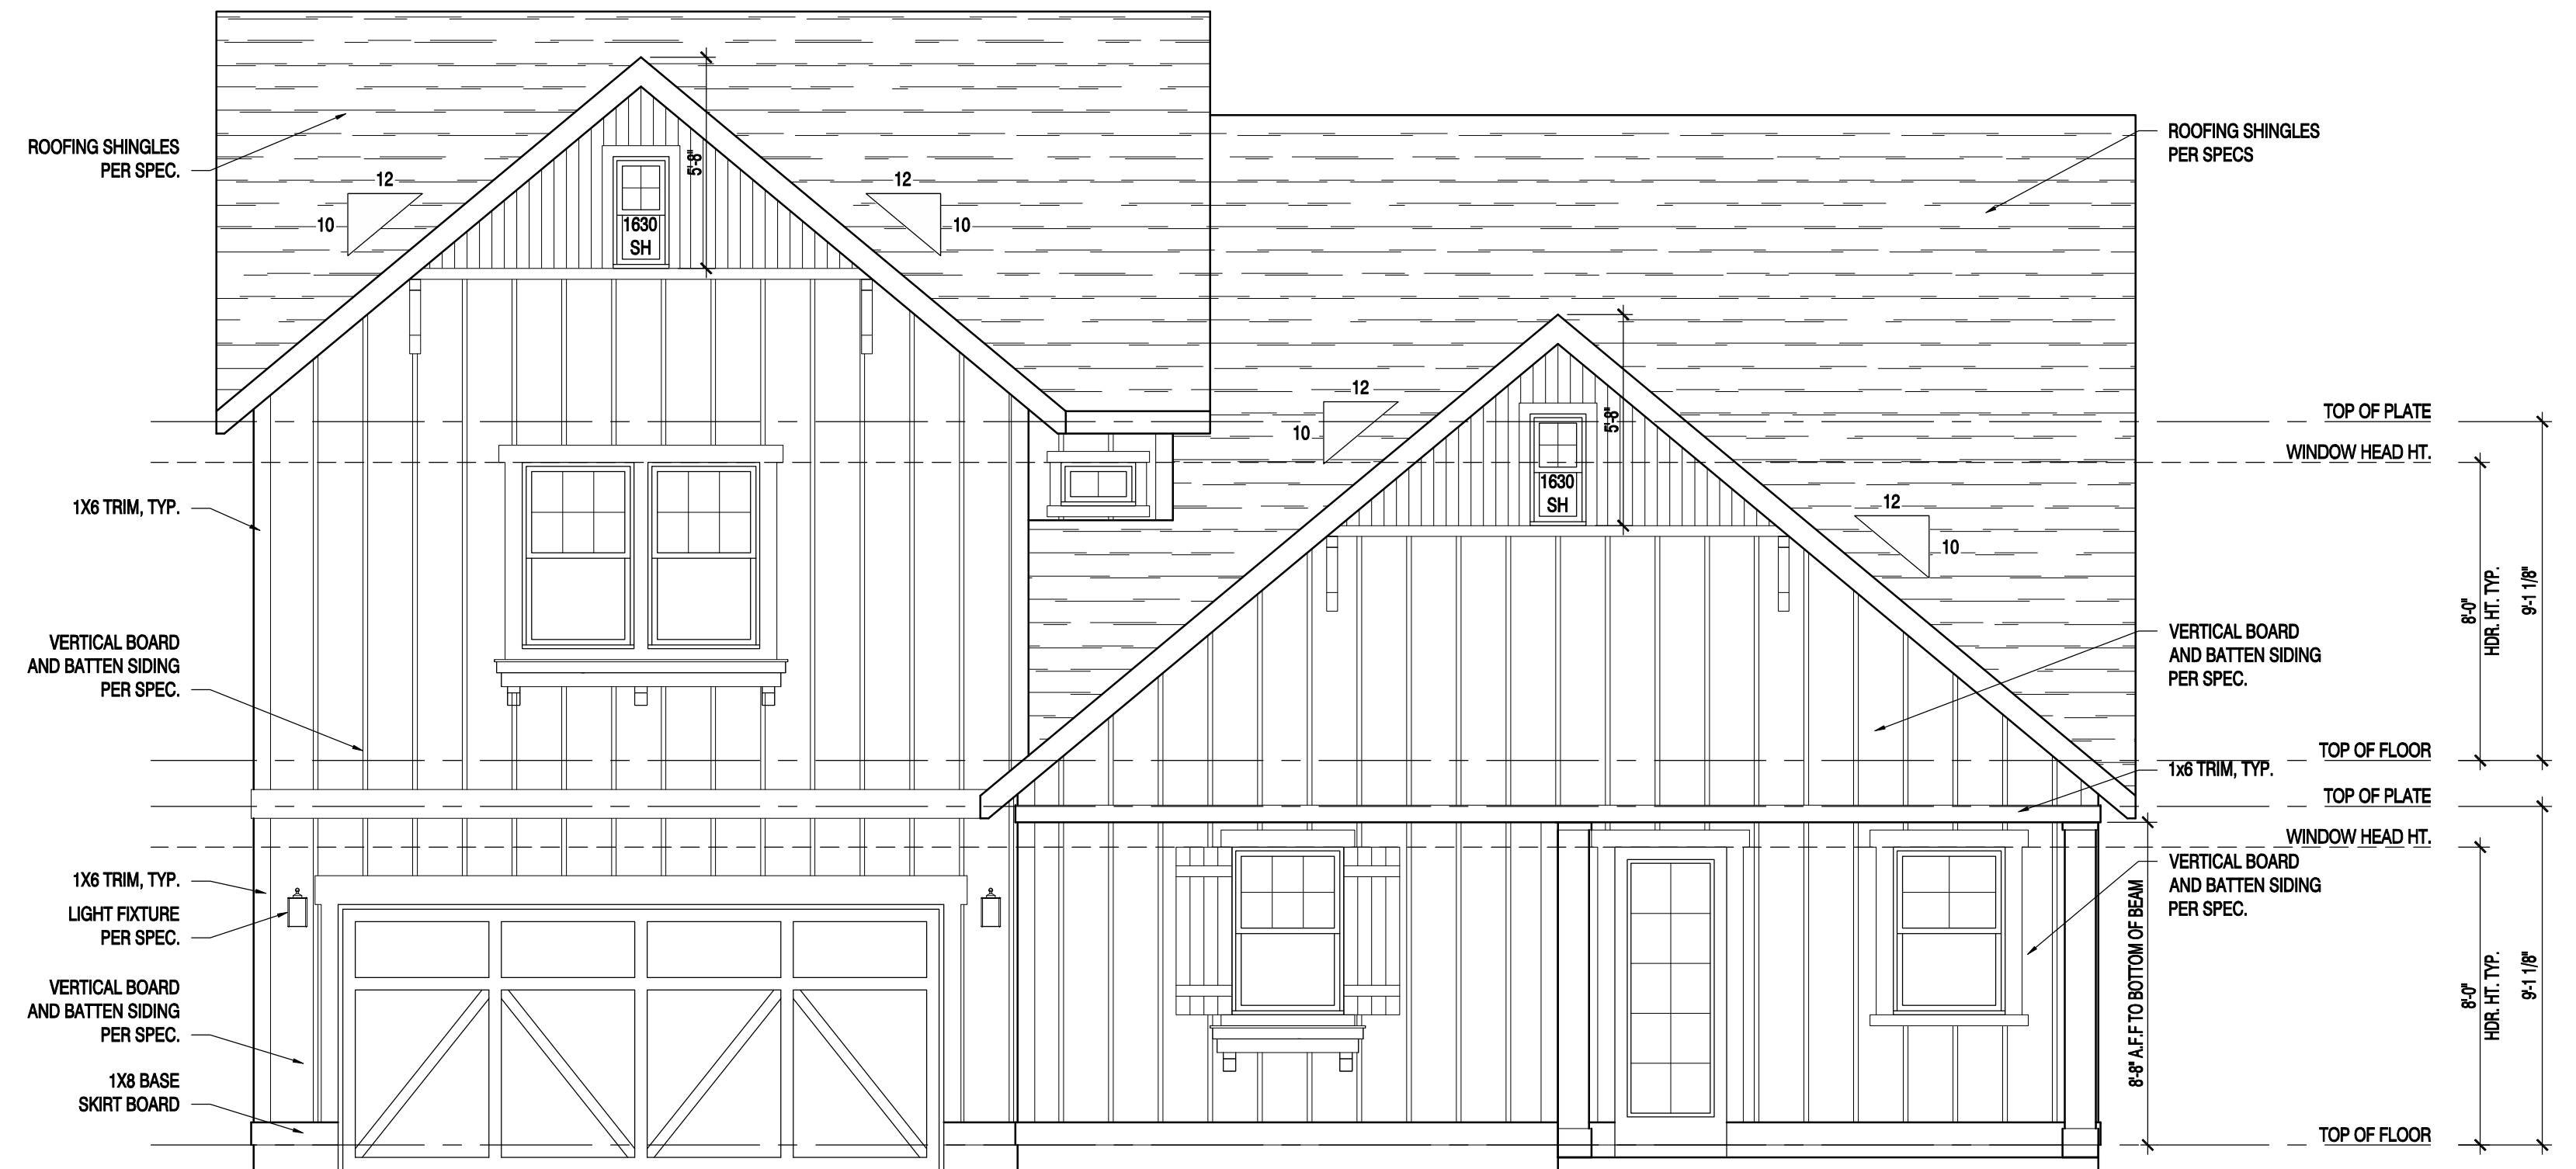 ROOFING SHINGLES
PER SPEC.
12
10
12
10
5'-8"
1630
SH
ROOFING SHINGLES
PER SPECS
12
10
5'-8"
1630
SH
12
10
TOP OF PLATE
WINDOW HEAD HT.
1X6 TRIM, TYP.
VERTICAL BOARD
AND BATTEN SIDING
PER SPEC.
8'-0"
HDR. HT. TYP.
9'-1 1/8"
VERTICAL BOARD
AND BATTEN SIDING
PER SPEC.
TOP OF FLOOR
1x6 TRIM, TYP.
TOP OF PLATE
WINDOW HEAD HT.
VERTICAL BOARD
AND BATTEN SIDING
PER SPEC.
1X6 TRIM, TYP.
LIGHT FIXTURE
PER SPEC.
VERTICAL BOARD
AND BATTEN SIDING
PER SPEC.
1X8 BASE
SKIRT BOARD
8'-8" A.F.F TO BOTTOM OF BEAM
8'-0"
HDR. HT. TYP.
9'-1 1/8"
TOP OF FLOOR